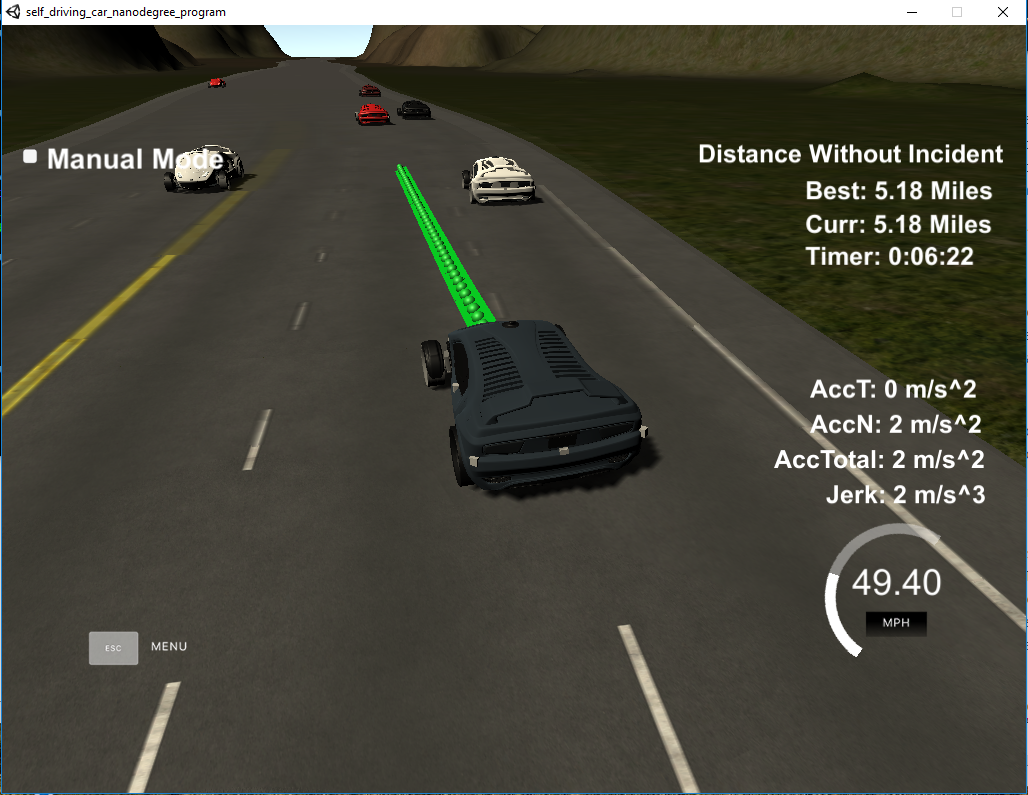 self_driving_car_nanodegree_program
Manual Mode
Distance Without Incident
Best: 5.18 Miles
Curr: 5.18 Miles
Timer: 0:06:22
AccT: 0 m/s^2
AccN: 2 m/s^2
AccTotal: 2 m/s^2
Jerk: 2 m/s^3
49.40
MPH
ESC MENU